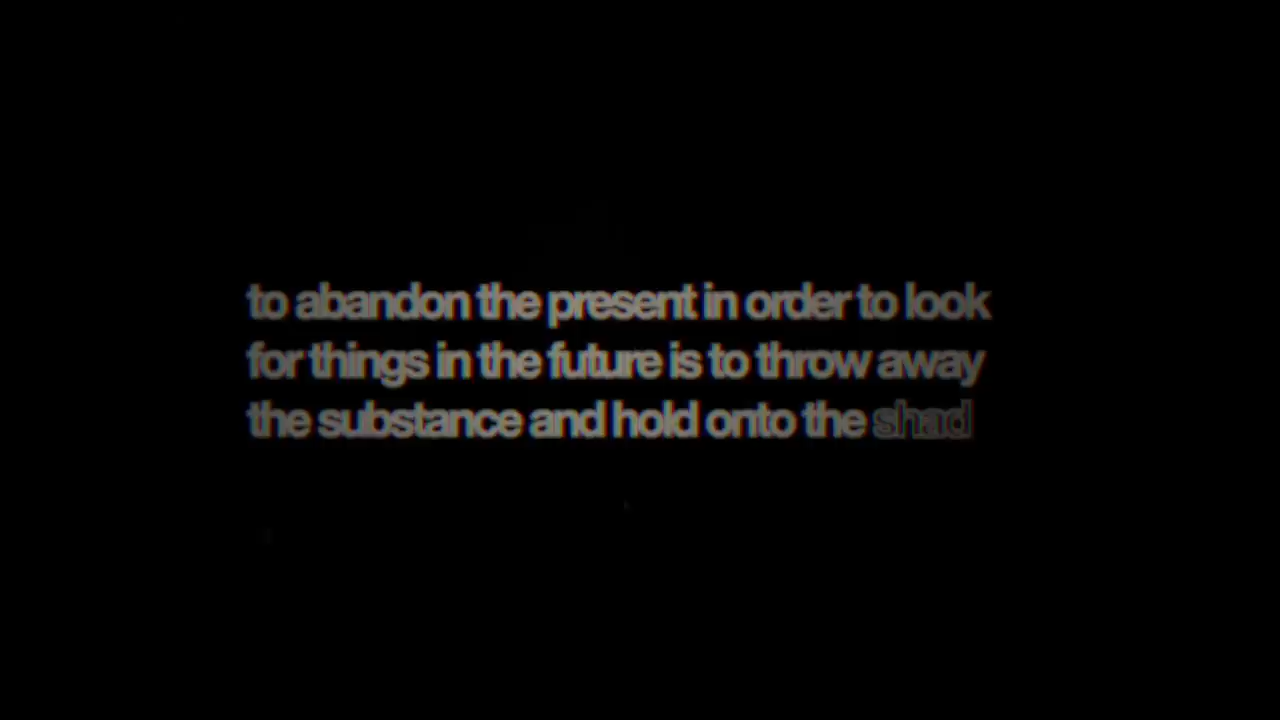 to abandon the present in order to look
for things in the future is to throw away
the substance and hold onto the shad